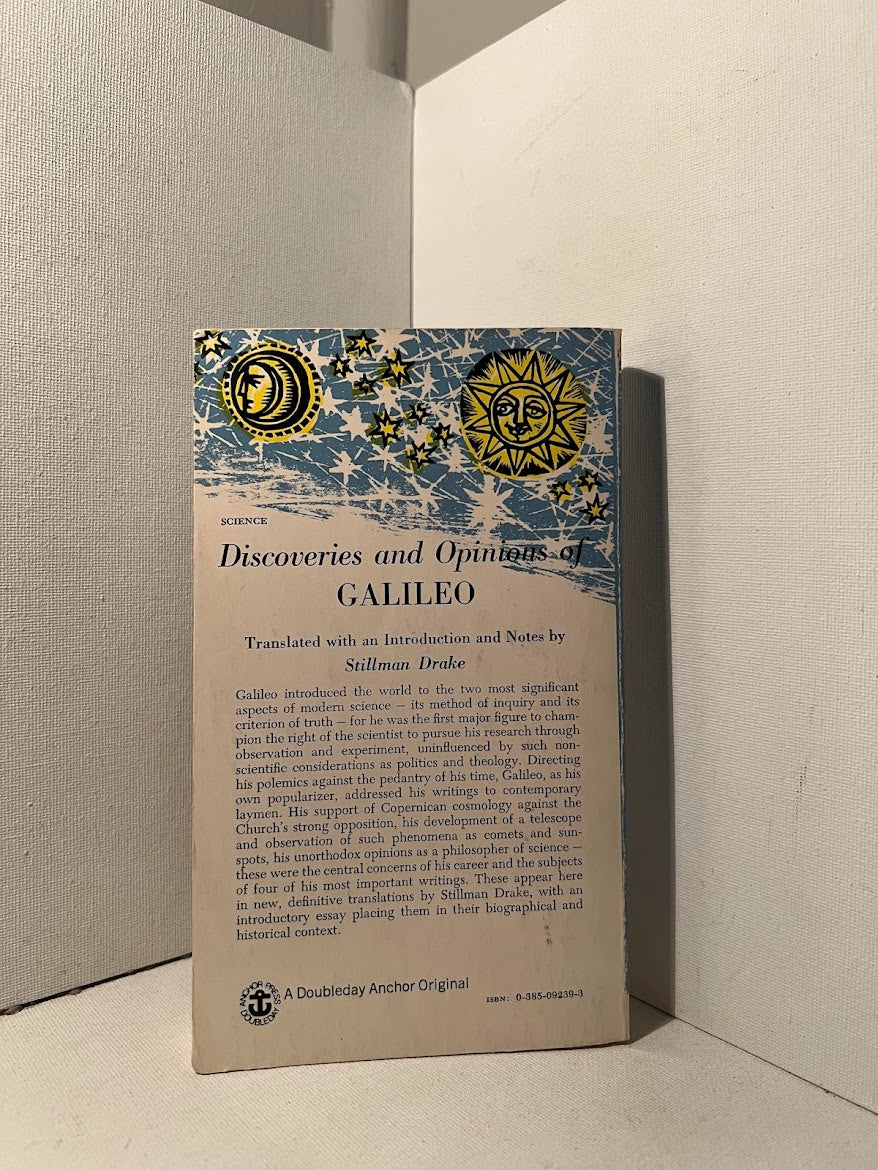 SCIENCE
Discoveries and Opinions of
GALILEO
Translated with an Introduction and Notes by
Stillman Drake
Galileo introduced the world to the two most significant
aspects of modern science — its method of inquiry and its
criterion of truth — for he was the first major figure to cham-
pion the right of the scientist to pursue his research through
observation and experiment, uninfluenced by such non-
scientific considerations as politics and theology. Directing
his polemics against the pedantry of his time, Galileo, as his
own popularizer, addressed his writings to contemporary
laymen. His support of Copernican cosmology against the
Church's strong opposition, his development of a telescope
and observation of such phenomena as comets and sun-
spots, his unorthodox opinions as a philosopher of science —
these were the central concerns of his career and the subjects
of four of his most important writings. These appear here
in new, definitive translations by Stillman Drake, with an
introductory essay placing them in their biographical and
historical context.
ANCHOR PRESS
DOUBLEDAY
A Doubleday Anchor Original
ISBN: 0-385-09239-3